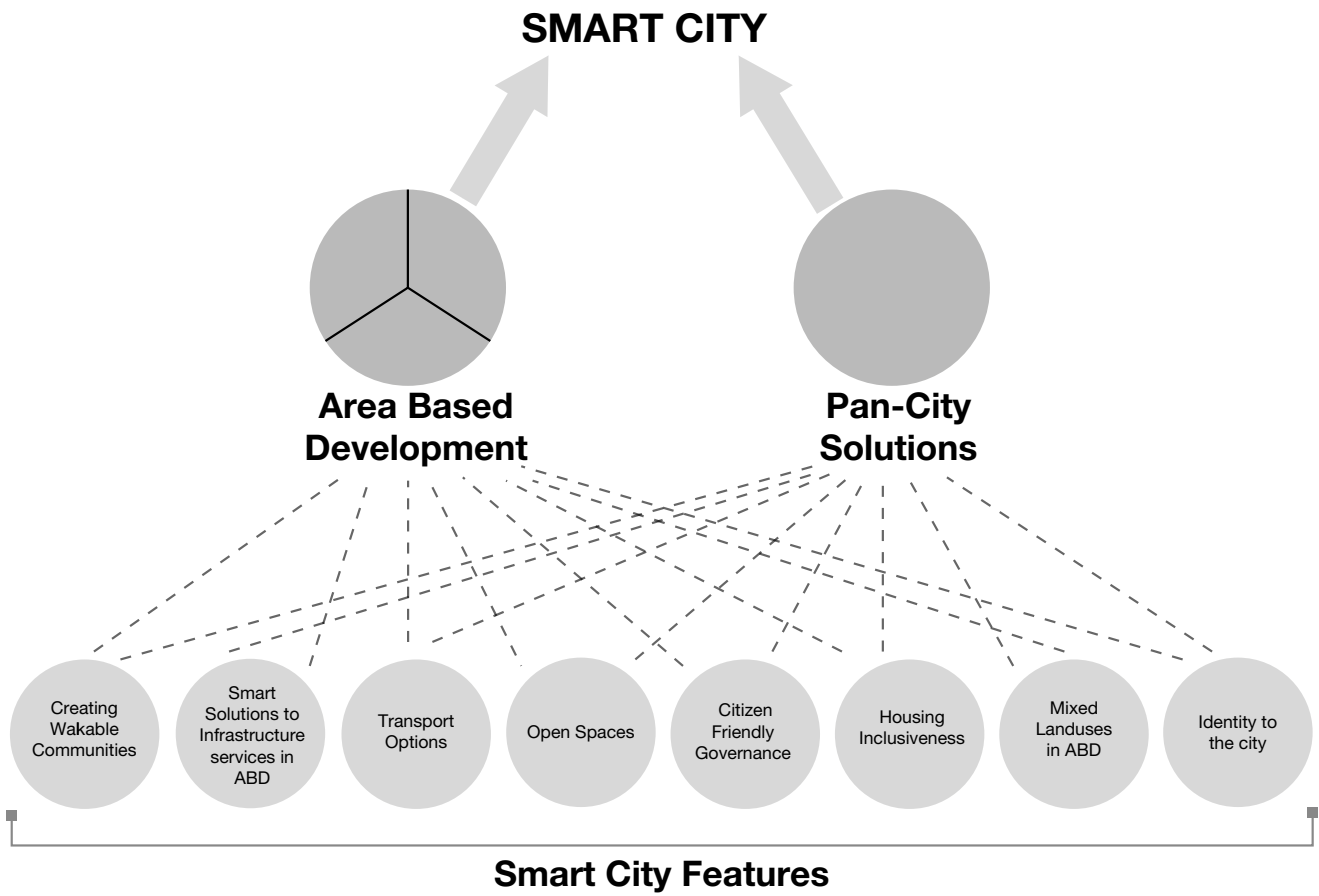 SMART CITY
Area Based
Development
Pan-City
Solutions
Creating
Wakable
Communities
Smart
Solutions to
Infrastructure
services in
ABD
Transport
Options
Open Spaces
Citizen
Friendly
Governance
Housing
Inclusiveness
Mixed
Landuses
in ABD
Identity to
the city
Smart City Features